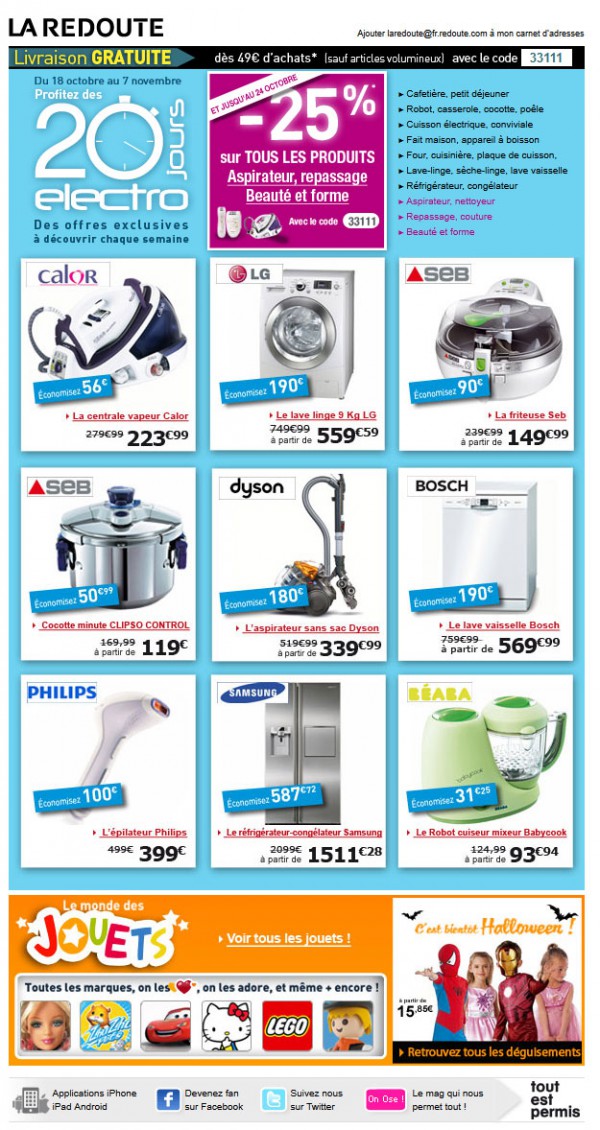 LA REDOUTE
Ajouter laredoute@fr.redoute.com à mon carnet d'adresses
Livraison GRATUITE dès 49€ d'achats* (sauf articles volumineux) avec le code 33111
Du 18 octobre au 7 novembre
Profitez des
20 jours
electro
Des offres exclusives
à découvrir chaque semaine
ET JUSQU'AU 24 OCTOBRE
-25%*
sur TOUS LES PRODUITS
Aspirateur, repassage
Beauté et forme
Avec le code 33111
► Cafetière, petit déjeuner
► Robot, casserole, cocotte, poêle
► Cuisson électrique, conviviale
► Fait maison, appareil à boisson
► Four, cuisinière, plaque de cuisson,
► Lave-linge, sèche-linge, lave vaisselle
► Réfrigérateur, congélateur
► Aspirateur, nettoyeur
► Repassage, couture
► Beauté et forme
calor
Économisez 56€
La centrale vapeur Calor
279€99 223€99
LG
Économisez 190€
Le lave linge 9 Kg LG
749€99
à partir de 559€59
SEB
Économisez 90€
La friteuse Seb
239€99
à partir de 149€99
SEB
Économisez 50€99
Cocotte minute CLIPSO CONTROL
169,99
à partir de 119€
dyson
Économisez 180€
L'aspirateur sans sac Dyson
519€99
à partir de 339€99
BOSCH
Économisez 190€
Le lave vaisselle Bosch
759€99
à partir de 569€99
PHILIPS
Économisez 100€
L'épilateur Philips
499€ 399€
SAMSUNG
Économisez 587€72
Le réfrigérateur-congélateur Samsung
2099€
à partir de 1511€28
BÉABA
babycook
Économisez 31€25
Le Robot cuiseur mixeur Babycook
124,99
à partir de 93€94
Le monde des
JOUETS
Voir tous les jouets !
Toutes les marques, on les , on les adore, et même + encore !
Barbie
Cars
Hello Kitty
LEGO
C'est bientôt Halloween !
à partir de
15,85€
► Retrouvez tous les déguisements
Applications iPhone
iPad Android
f
Devenez fan
sur Facebook
Suivez nous
sur Twitter
On Ose !
Le mag qui nous
permet tout !
tout
est
permis